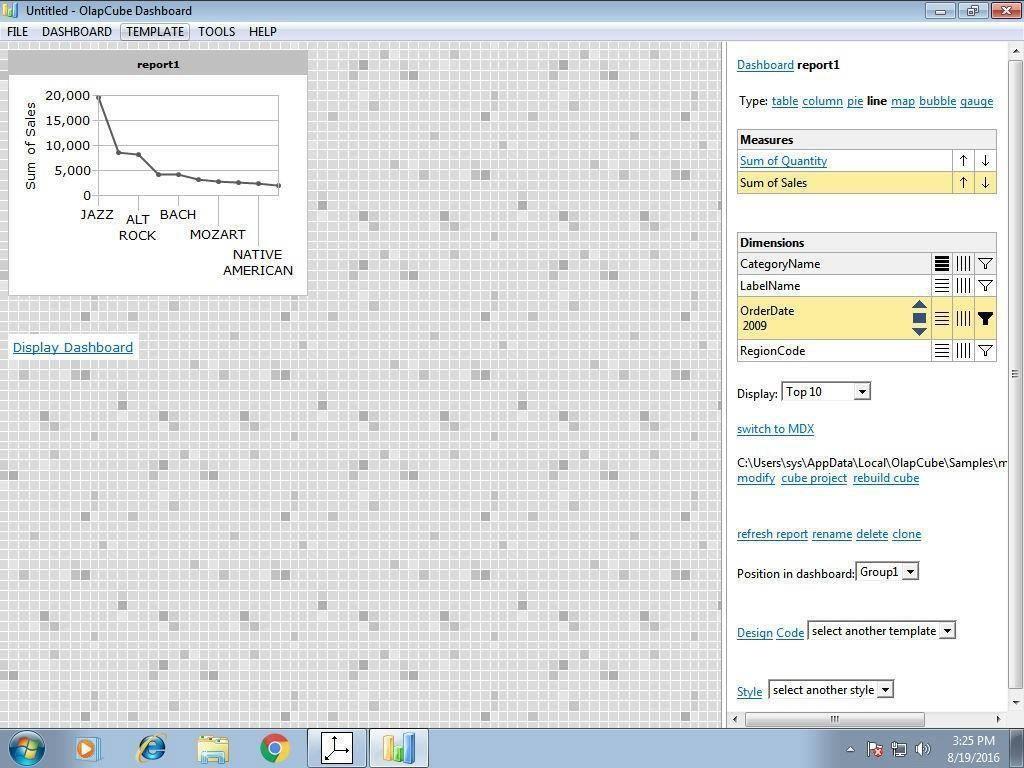 Untitled - OlapCube Dashboard
FILE DASHBOARD TEMPLATE TOOLS HELP
report1
Sum of Sales
20,000
15,000
10,000
5,000
0
JAZZ
ALT
ROCK
BACH
MOZART
NATIVE
AMERICAN
Display Dashboard
Dashboard report1
Type: table column pie line map bubble gauge
Measures
Sum of Quantity
Sum of Sales
Dimensions
CategoryName
LabelName
OrderDate
2009
RegionCode
Display: Top 10
switch to MDX
C:\Users\sys\AppData\Local\OlapCube\Samples\m
modify cube project rebuild cube
refresh report rename delete clone
Position in dashboard: Group1
Design Code select another template
Style select another style
3:25 PM
8/19/2016